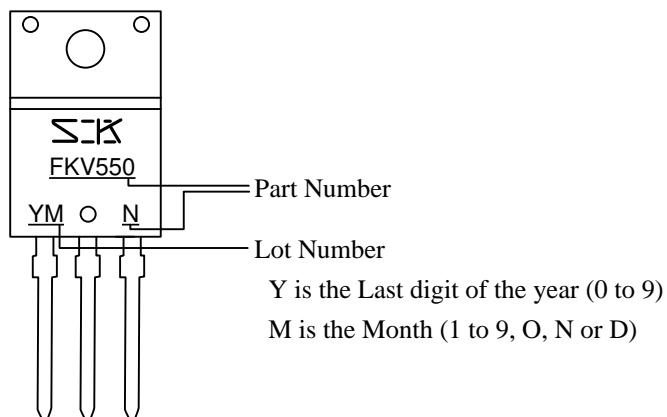 SK
FKV550
Part Number
YM N
Lot Number
Y is the Last digit of the year (0 to 9)
M is the Month (1 to 9, O, N or D)